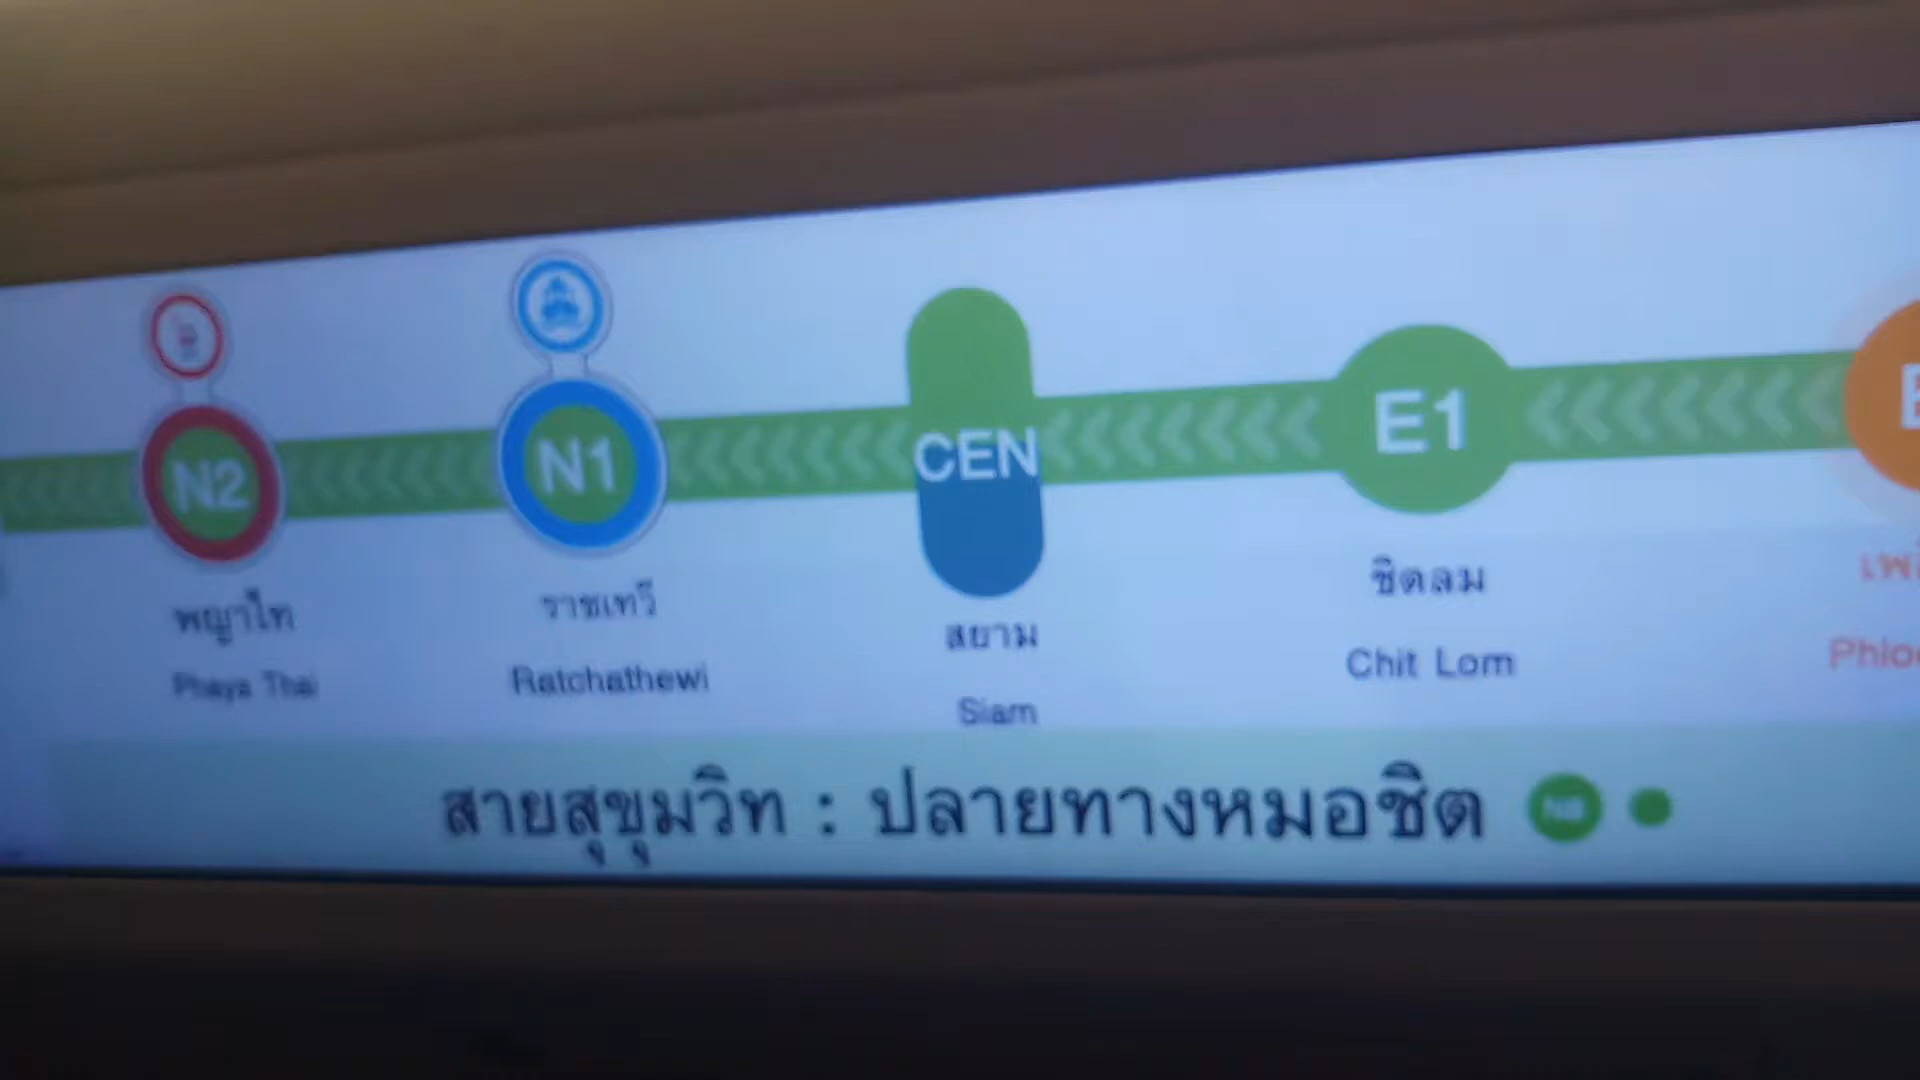 N2
N1
CEN
E1
พญาไท
ราชเทวี
สยาม
ชิดลม
Phaya Thai
Ratchathewi
Siam
Chit Lom
สายสุขุมวิท : ปลายทางหมอชิต
N8